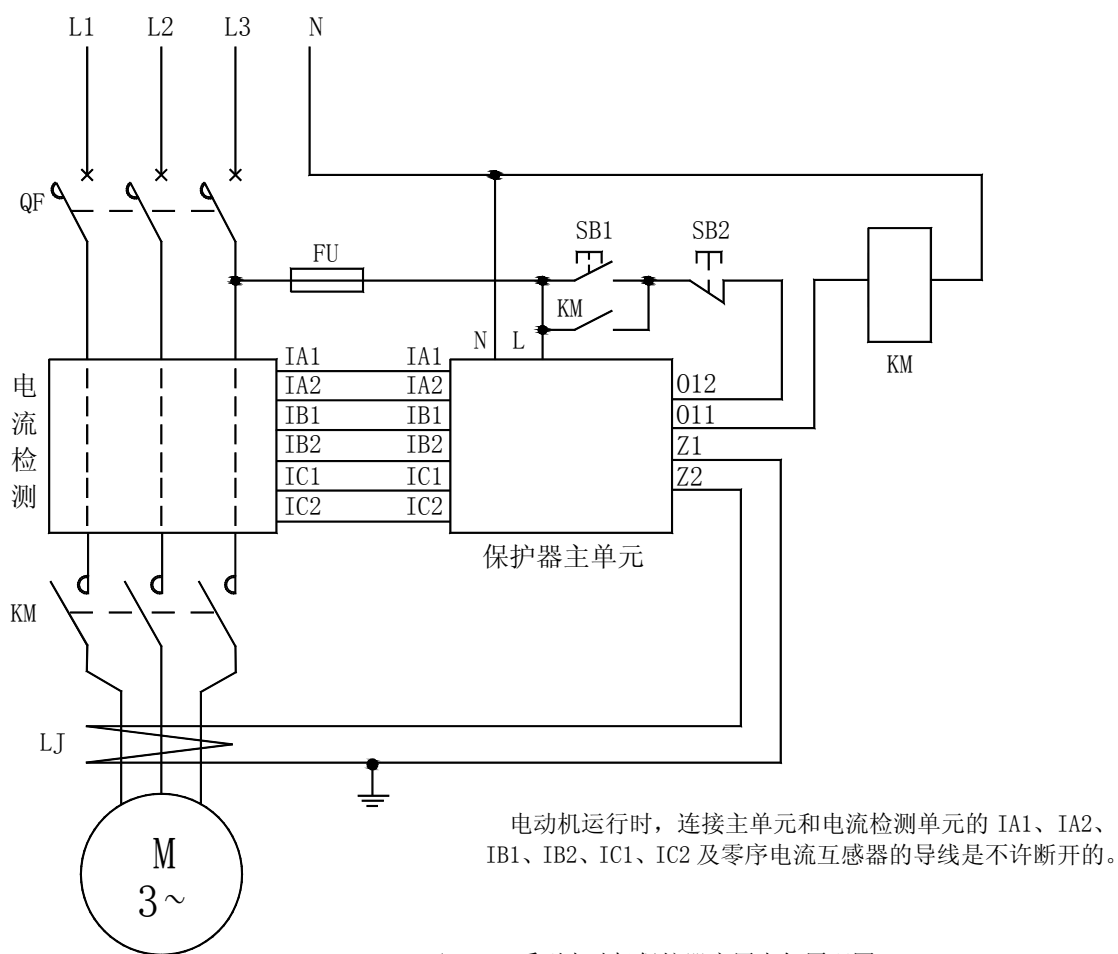 L1 L2 L3 N
QF
FU
SB1
SB2
KM
N L
KM
IA1 IA1
IA2 IA2
IB1 IB1
IB2 IB2
IC1 IC1
IC2 IC2
O12
O11
Z1
Z2
电流检测
保护器主单元
KM
LJ
M
3~
电动机运行时，连接主单元和电流检测单元的 IA1、IA2、
IB1、IB2、IC1、IC2 及零序电流互感器的导线是不许断开的。